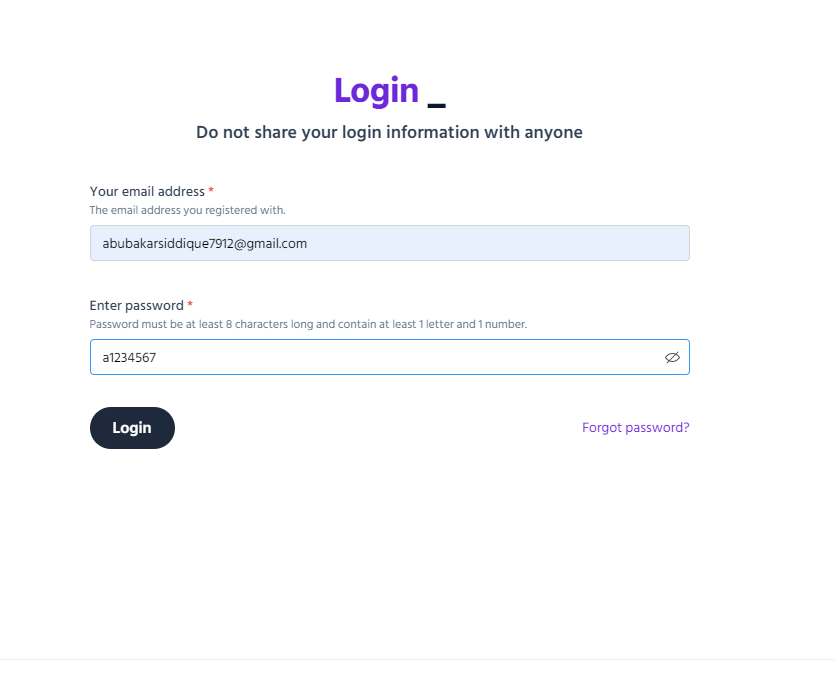 Login _
Do not share your login information with anyone
Your email address *
The email address you registered with.
abubakarsiddique7912@gmail.com
Enter password *
Password must be at least 8 characters long and contain at least 1 letter and 1 number.
a1234567
Login
Forgot password?